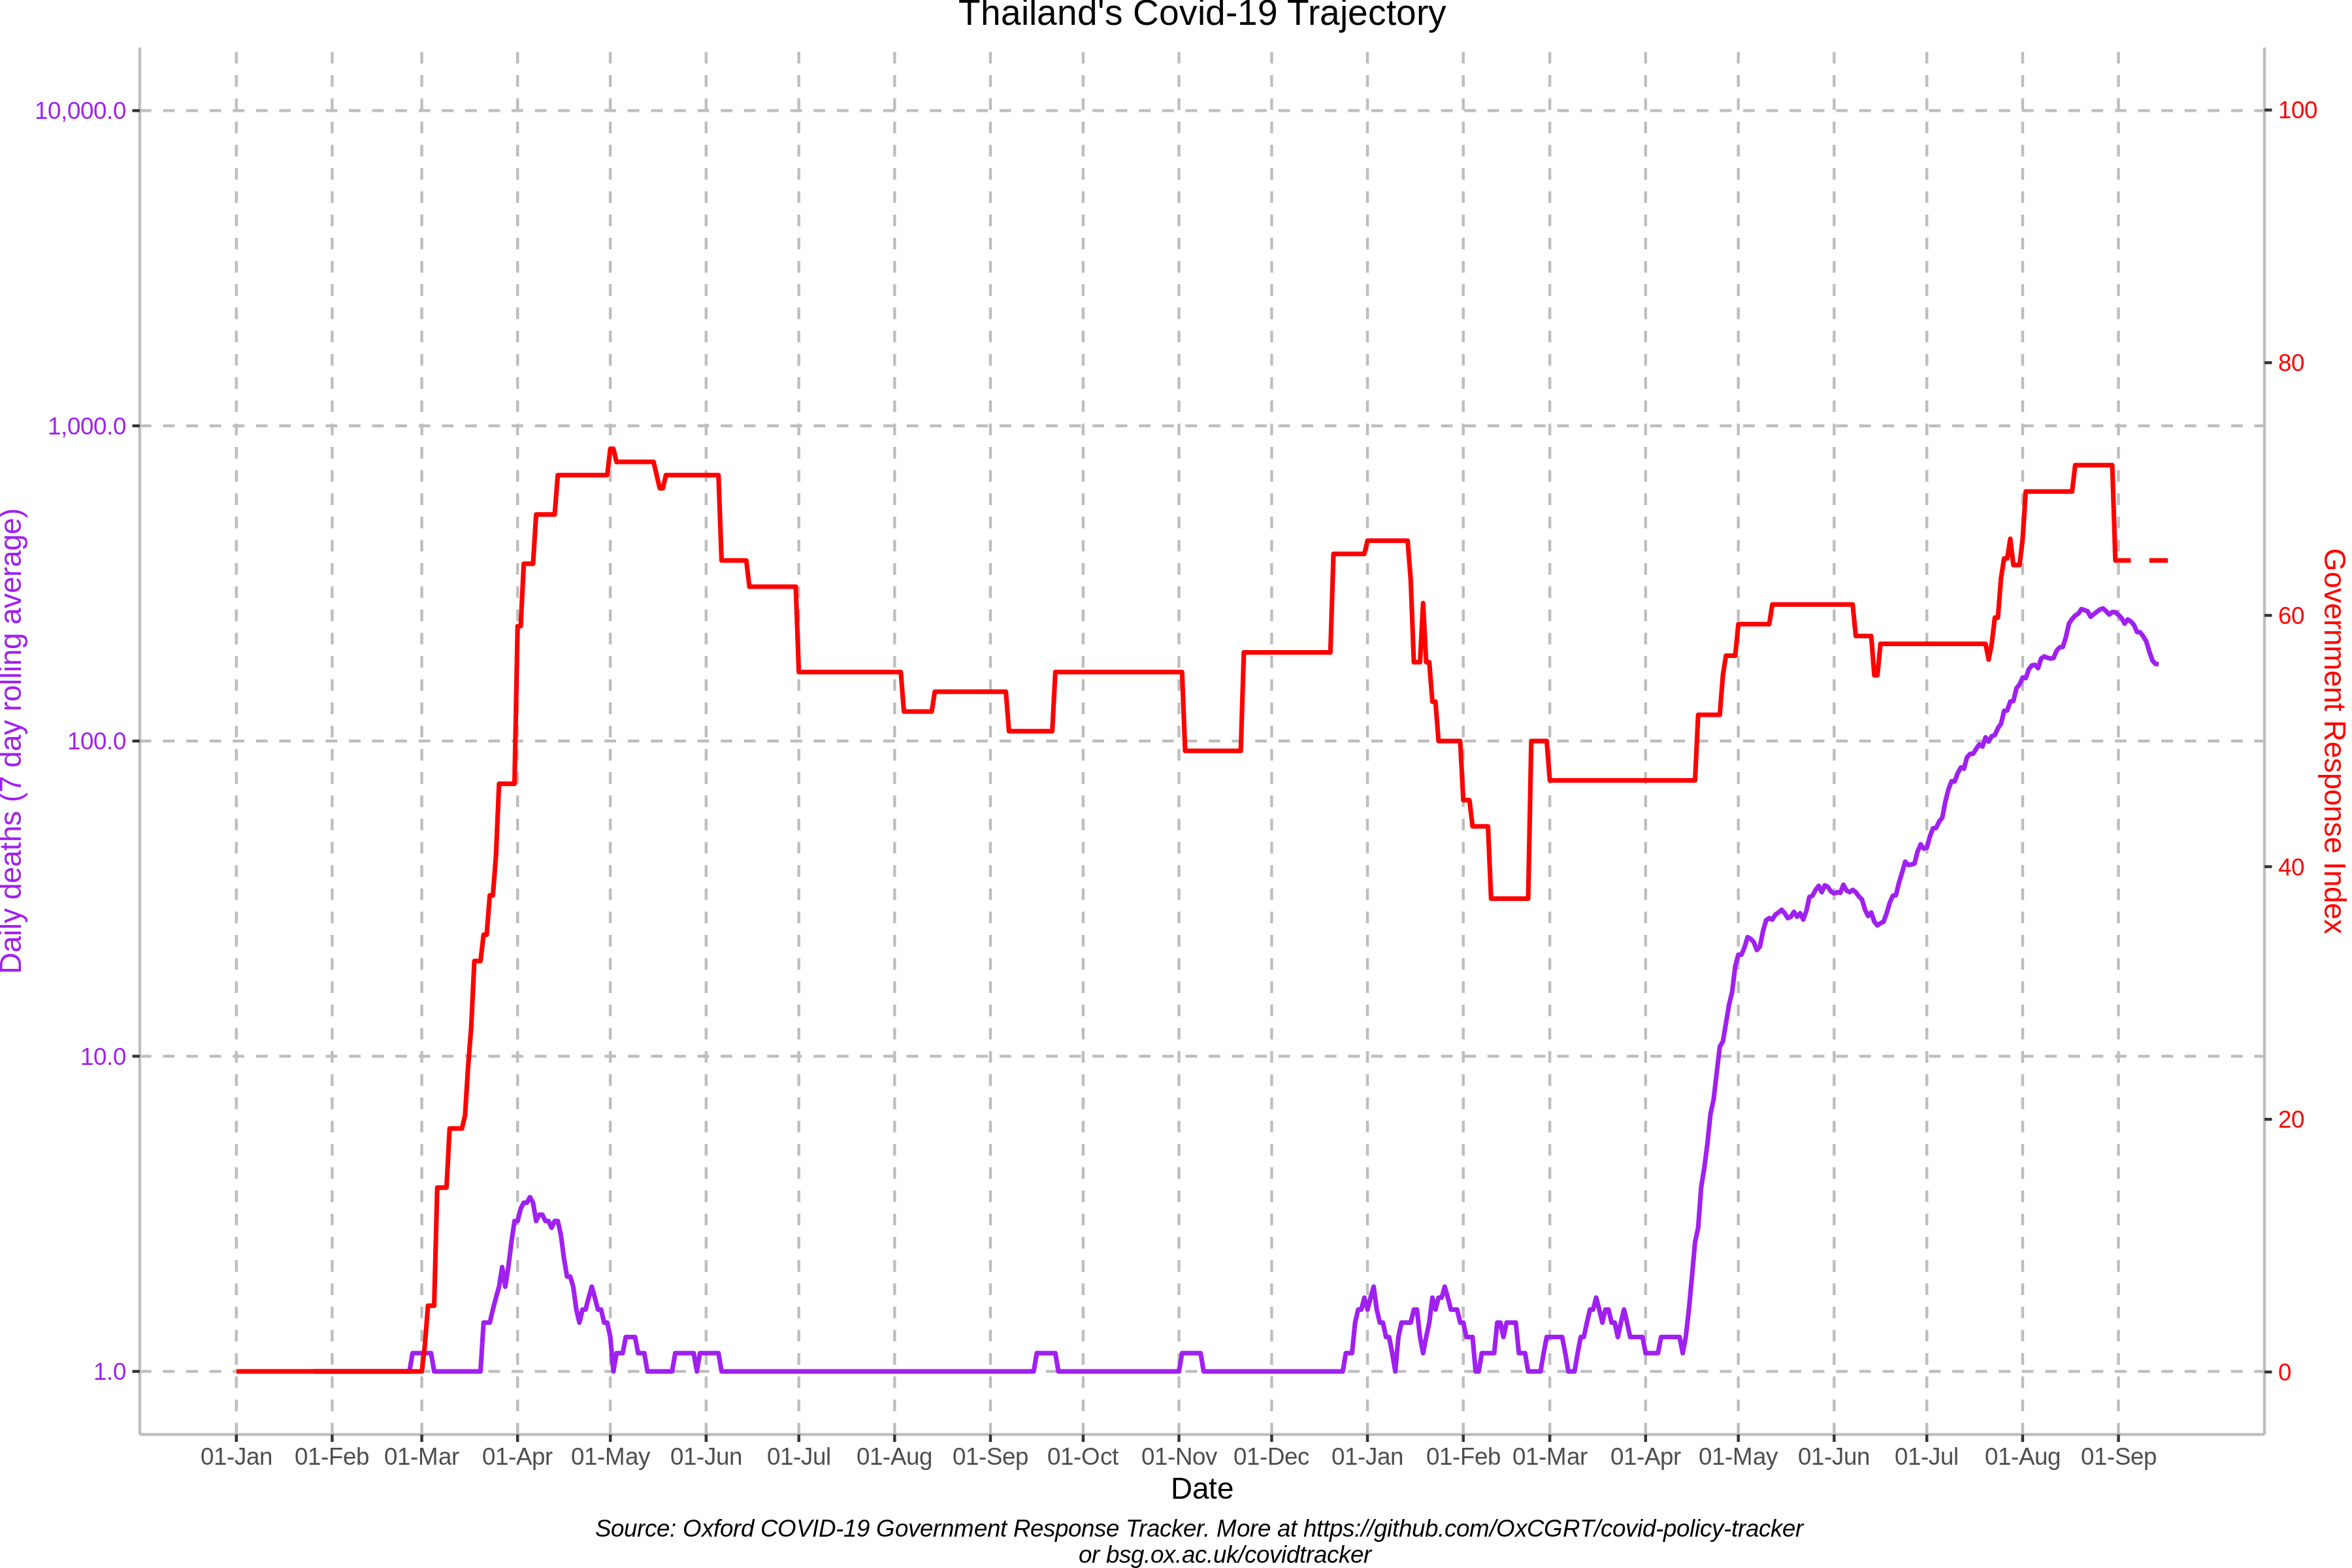 Thailand's Covid-19 Trajectory
Daily deaths (7 day rolling average)
10,000.0
1,000.0
100.0
10.0
1.0
100
80
60
40
20
0
Government Response Index
01-Jan 01-Feb 01-Mar 01-Apr 01-May 01-Jun 01-Jul 01-Aug 01-Sep 01-Oct 01-Nov 01-Dec 01-Jan 01-Feb 01-Mar 01-Apr 01-May 01-Jun 01-Jul 01-Aug 01-Sep
Date
Source: Oxford COVID-19 Government Response Tracker. More at https://github.com/OxCGRT/covid-policy-tracker
or bsg.ox.ac.uk/covidtracker